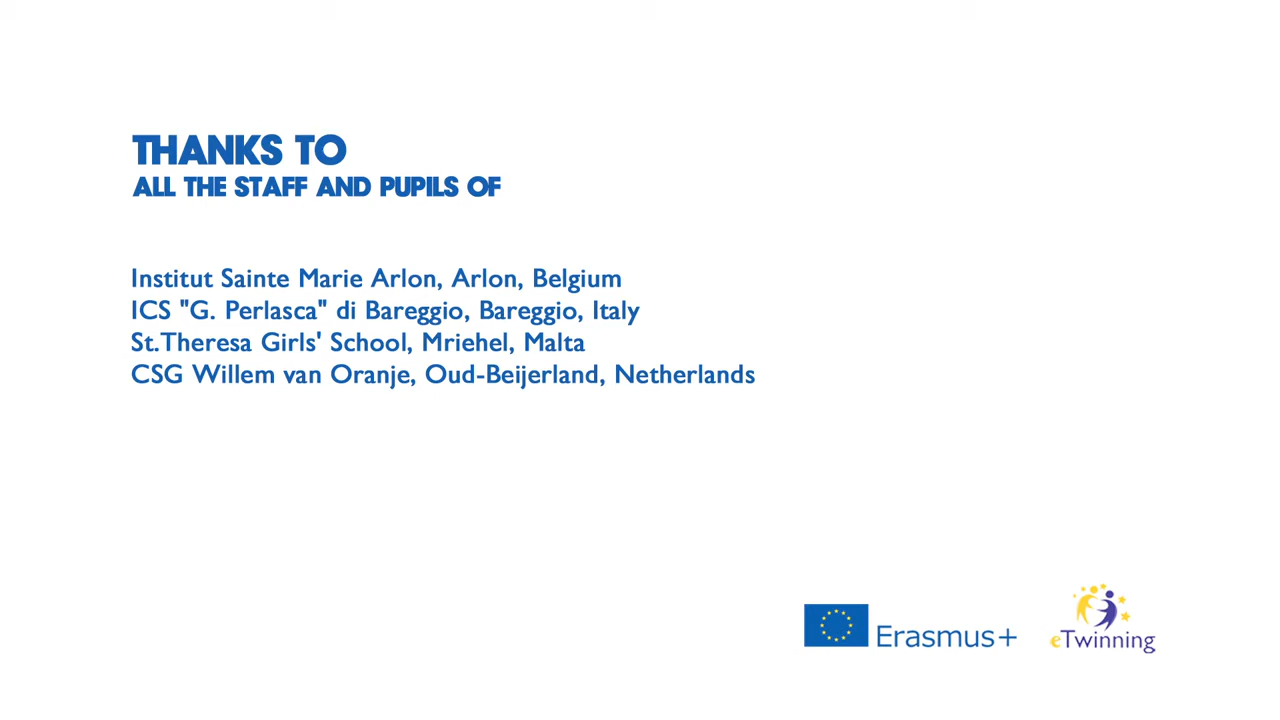 THANKS TO
ALL THE STAFF AND PUPILS OF
Institut Sainte Marie Arlon, Arlon, Belgium
ICS "G. Perlasca" di Bareggio, Bareggio, Italy
St.Theresa Girls' School, Mriehel, Malta
CSG Willem van Oranje, Oud-Beijerland, Netherlands
Erasmus+
eTwinning